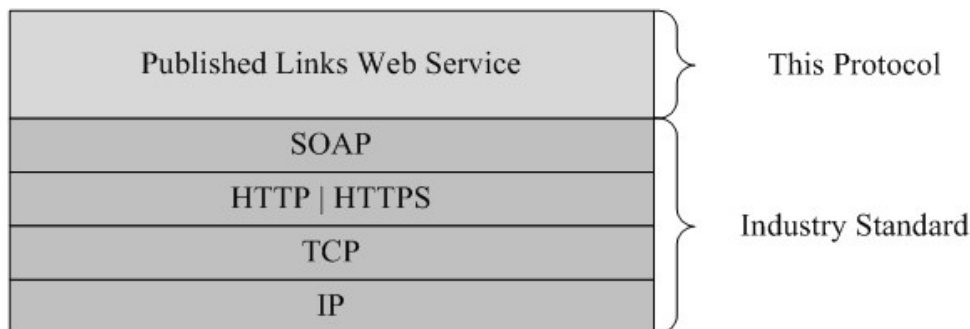 Published Links Web Service
This Protocol
SOAP
HTTP | HTTPS
TCP
IP
Industry Standard